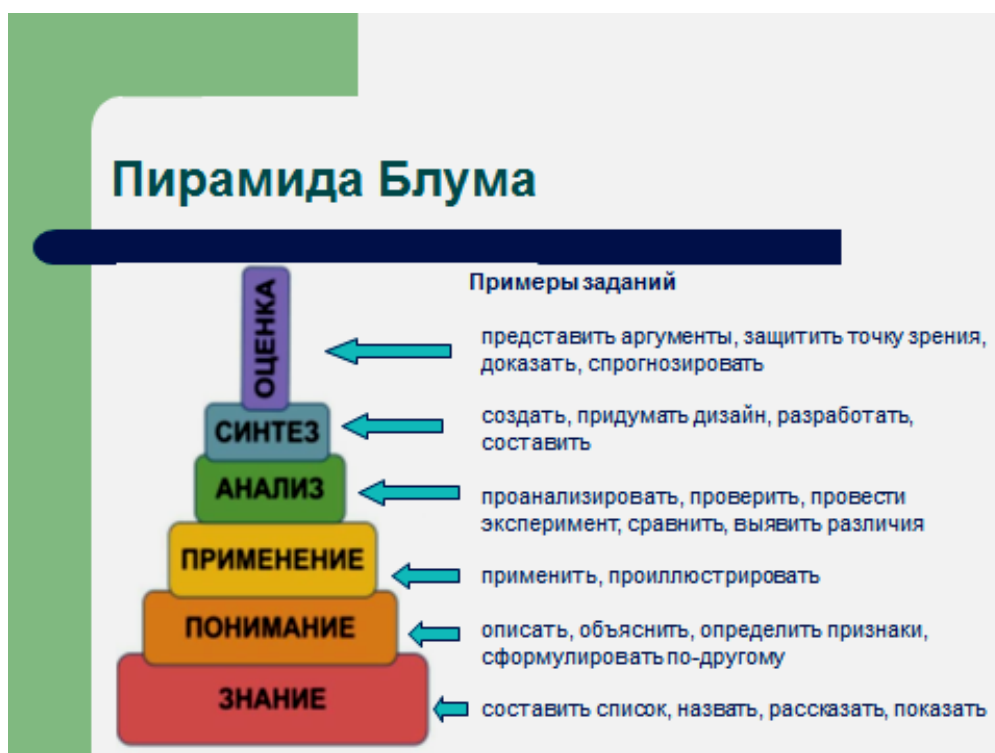 Пирамида Блума
Примеры заданий
ОЦЕНКА
представить аргументы, защитить точку зрения,
доказать, спрогнозировать
СИНТЕЗ
создать, придумать дизайн, разработать,
составить
АНАЛИЗ
проанализировать, проверить, провести
эксперимент, сравнить, выявить различия
ПРИМЕНЕНИЕ
применить, проиллюстрировать
ПОНИМАНИЕ
описать, объяснить, определить признаки,
сформулировать по-другому
ЗНАНИЕ
составить список, назвать, рассказать, показать